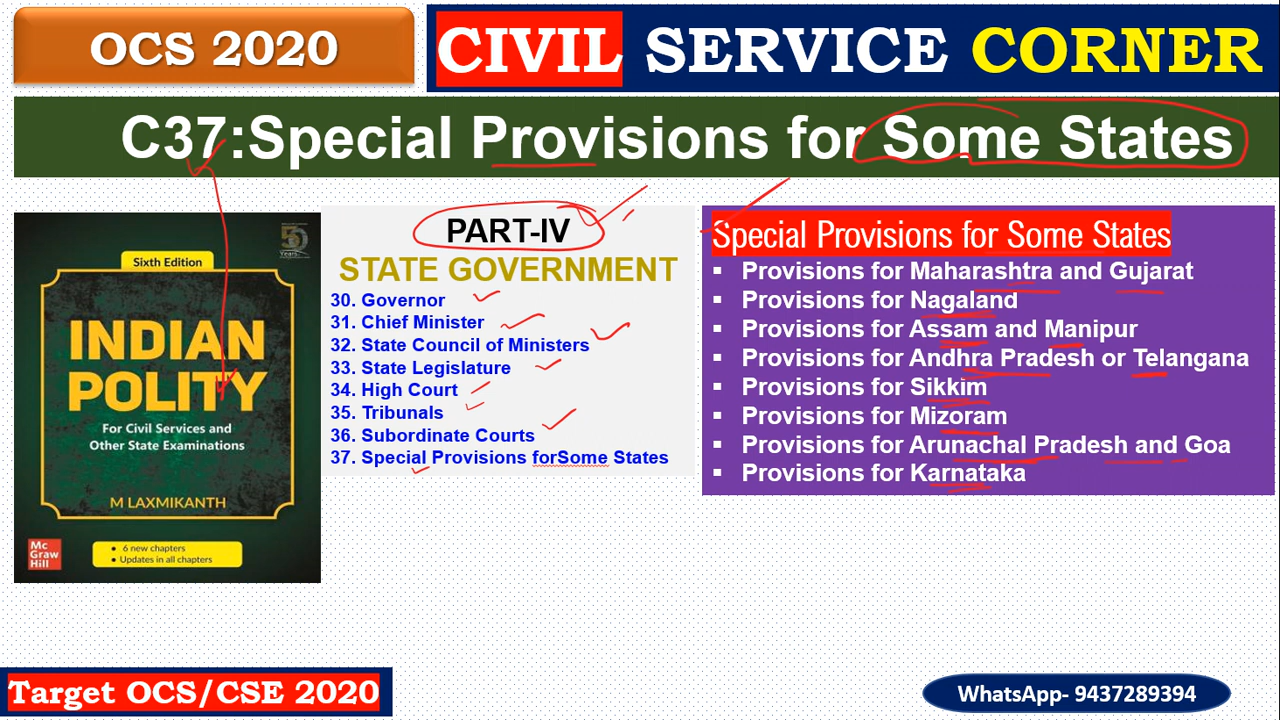 OCS 2020
CIVIL SERVICE CORNER
C37:Special Provisions for Some States
Sixth Edition
INDIAN
POLITY
For Civil Services and
Other State Examinations
M LAXMIKANTH
Mc
Graw
Hill
• 6 new chapters
• Updates in all chapters
PART-IV
STATE GOVERNMENT
30. Governor
31. Chief Minister
32. State Council of Ministers
33. State Legislature
34. High Court
35. Tribunals
36. Subordinate Courts
37. Special Provisions forSome States
Special Provisions for Some States
▪ Provisions for Maharashtra and Gujarat
▪ Provisions for Nagaland
▪ Provisions for Assam and Manipur
▪ Provisions for Andhra Pradesh or Telangana
▪ Provisions for Sikkim
▪ Provisions for Mizoram
▪ Provisions for Arunachal Pradesh and Goa
▪ Provisions for Karnataka
Target OCS/CSE 2020
WhatsApp- 9437289394